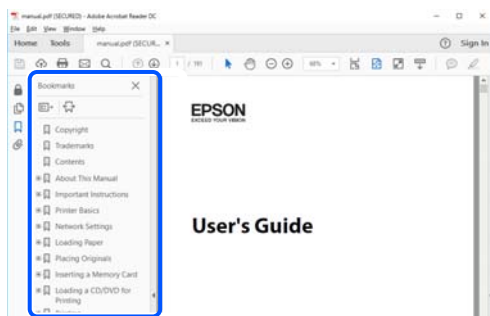 manual.pdf (SECURED) - Adobe Acrobat Reader DC
File Edit View Window Help
Home Tools manual.pdf (SECUR... × Sign In
1 / 191
Bookmarks
EPSON
EXCEED YOUR VISION
Copyright
Trademarks
Contents
About This Manual
Important Instructions
Printer Basics
Network Settings
User's Guide
Loading Paper
Placing Originals
Inserting a Memory Card
Loading a CD/DVD for
Printing